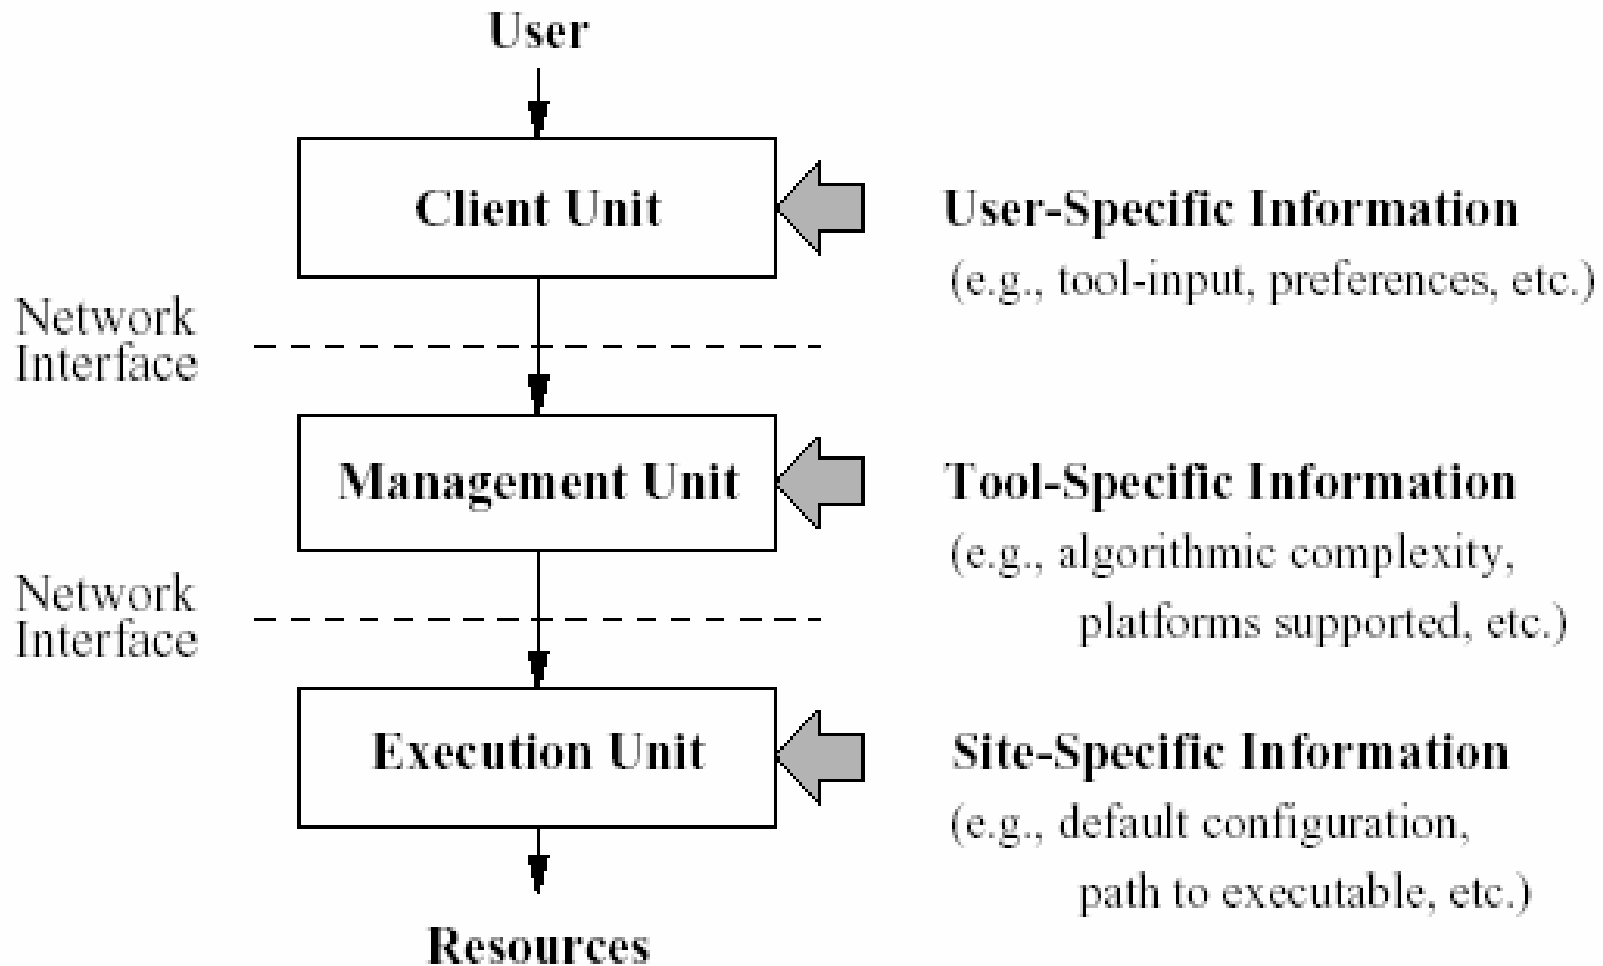 User
Client Unit
User-Specific Information
(e.g., tool-input, preferences, etc.)
Network
Interface
Management Unit
Tool-Specific Information
(e.g., algorithmic complexity,
platforms supported, etc.)
Network
Interface
Execution Unit
Site-Specific Information
(e.g., default configuration,
path to executable, etc.)
Resources